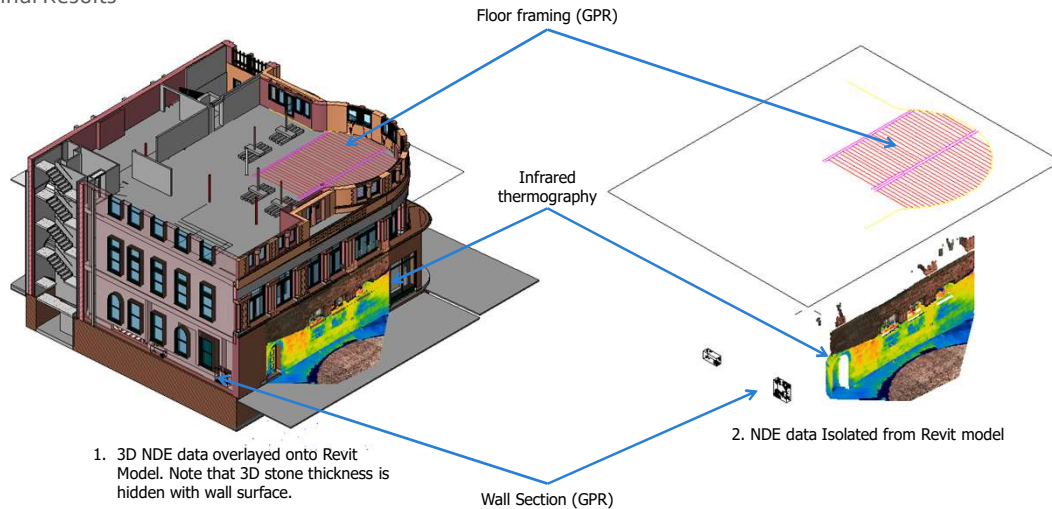 Floor framing (GPR)
Infrared
thermography
1. 3D NDE data overlayed onto Revit
Model. Note that 3D stone thickness is
hidden with wall surface.
2. NDE data Isolated from Revit model
Wall Section (GPR)